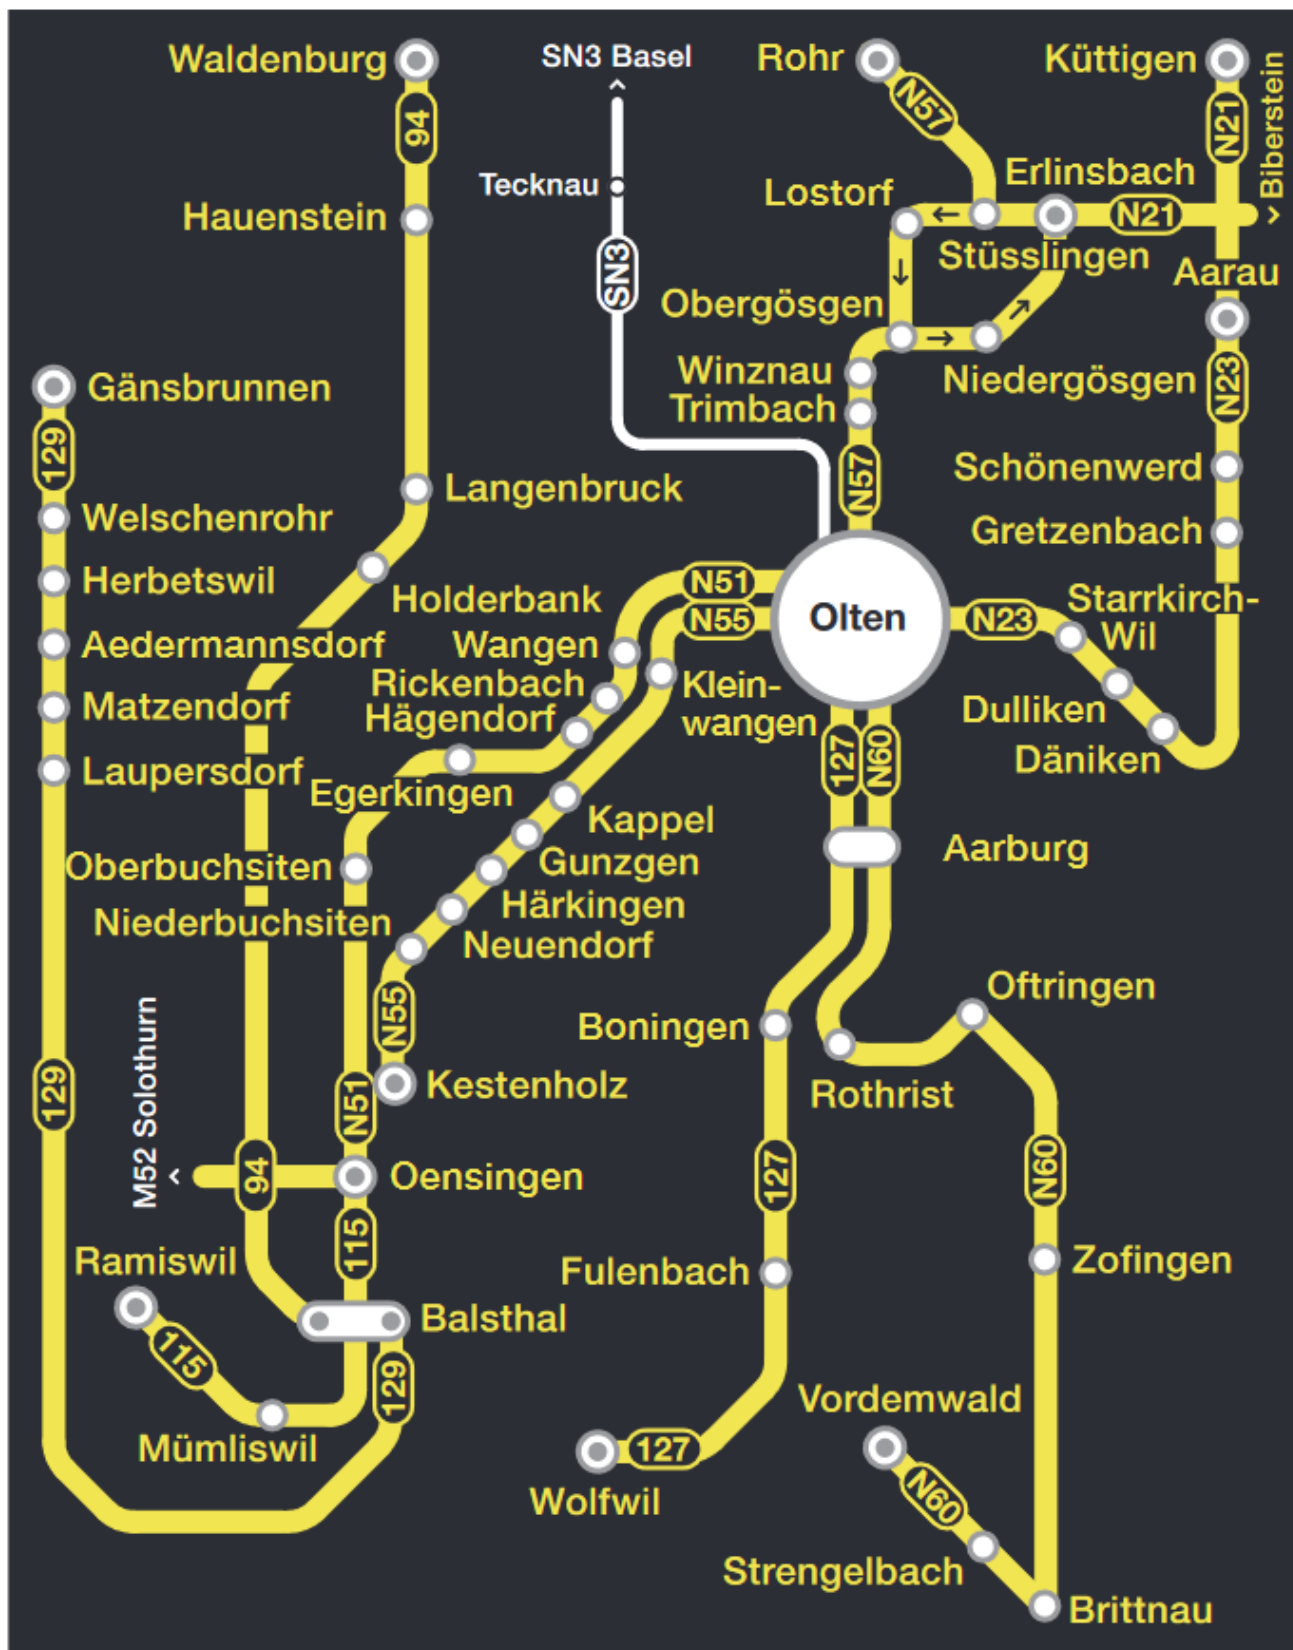 Waldenburg
SN3 Basel
Rohr
Küttigen
94
N57
N21
Biberstein
Tecknau
Erlinsbach
Hauenstein
Lostorf
N21
SN3
Stüsslingen
Aarau
Obergösgen
Gänsbrunnen
Winznau
Niedergösgen
N23
Trimbach
129
Schönenwerd
Langenbruck
N57
Welschenrohr
Gretzenbach
Herbetswil
N51
Holderbank
Starrkirch-
Wil
N55
Olten
N23
Aedermannsdorf
Wangen
Rickenbach
Klein-
wangen
Matzendorf
Hägendorf
Dulliken
Laupersdorf
127
N60
Däniken
Egerkingen
Kappel
Aarburg
Oberbuchsiten
Gunzgen
Härkingen
Niederbuchsiten
Neuendorf
Oftringen
N55
Boningen
M52 Solothurn
129
Kestenholz
N51
Rothrist
94
Oensingen
127
N60
115
Ramiswil
Fulenbach
Zofingen
Balsthal
115
129
Vordemwald
Mümliswil
127
Wolfwil
N60
Strengelbach
Brittnau